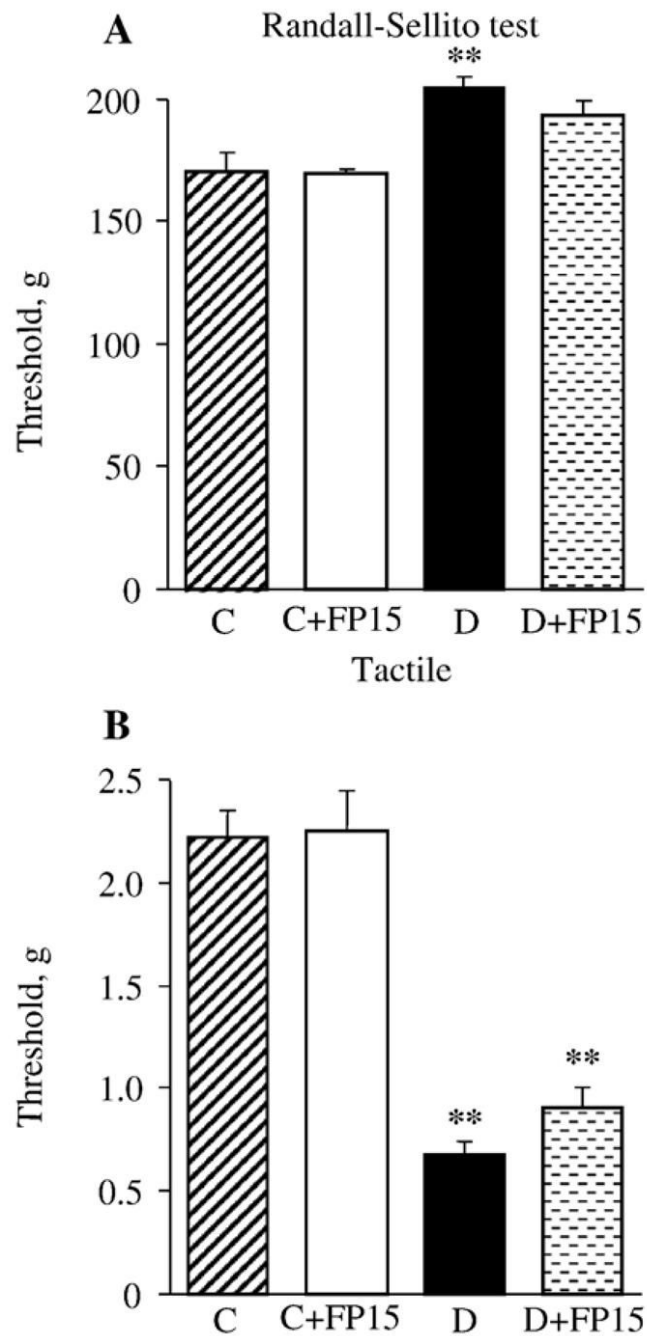 A
Randall-Sellito test
**
200
150
100
50
0
Threshold, g
C
C+FP15
D
D+FP15
Tactile
B
2.5
2.0
1.5
1.0
0.5
0
Threshold, g
**
**
C
C+FP15
D
D+FP15